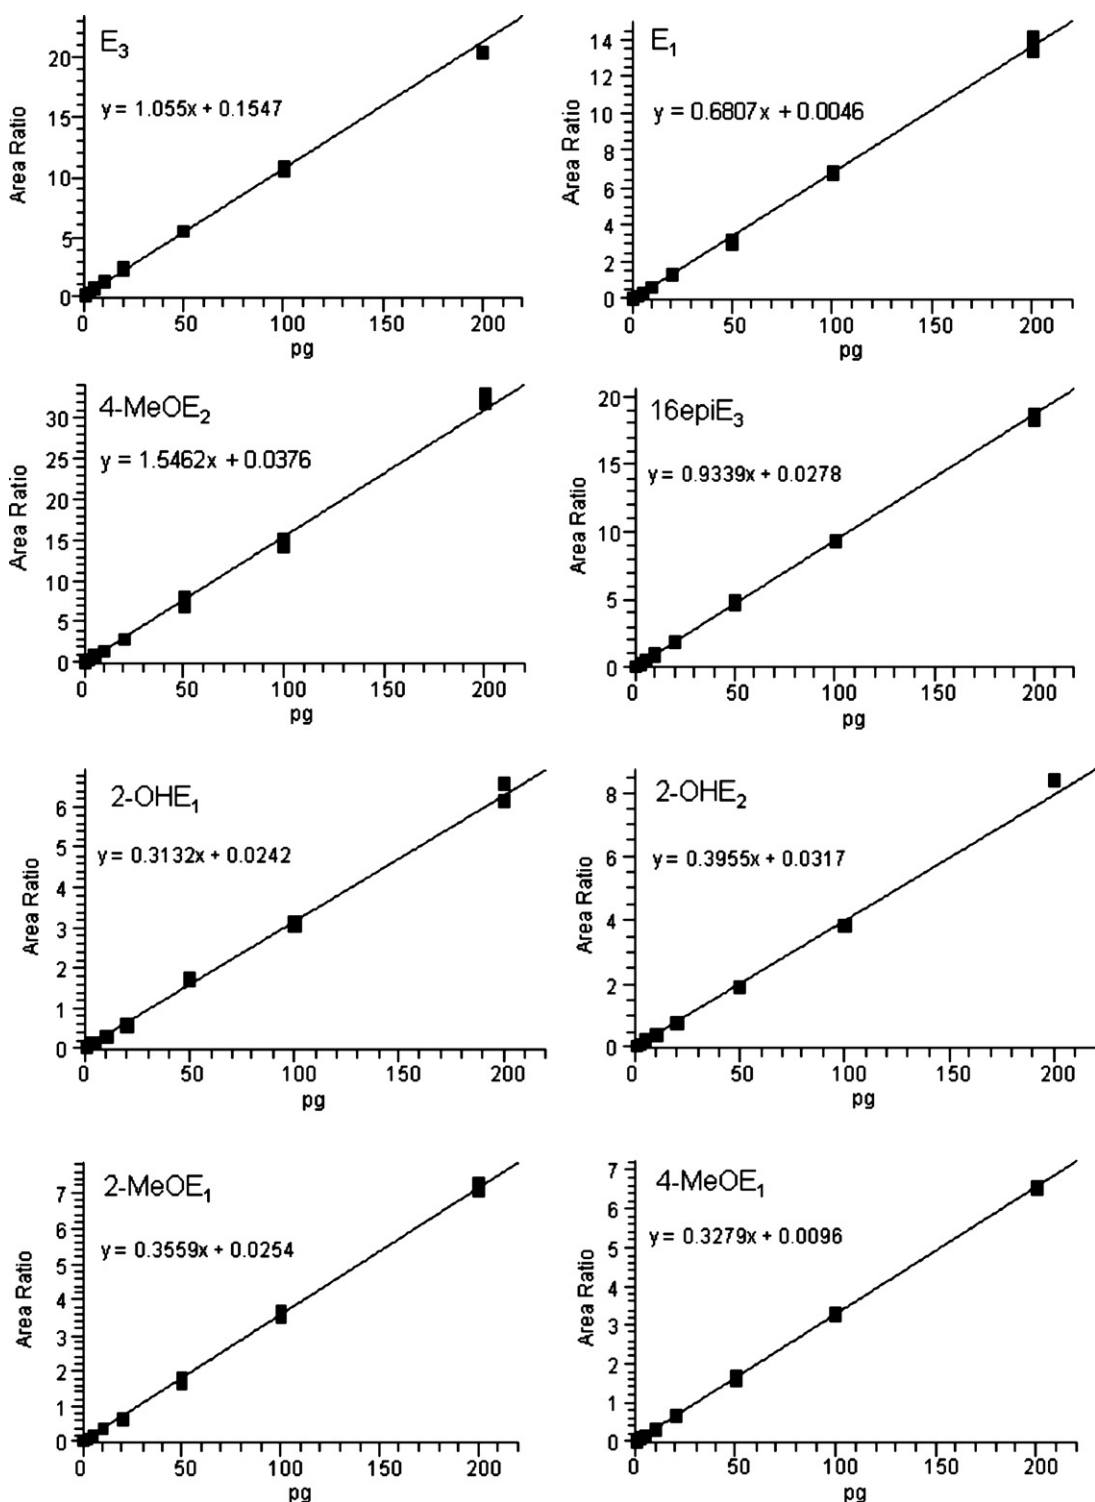 E₃
y = 1.055x + 0.1547
Area Ratio
20
15
10
5
0
0 50 100 150 200
pg
E₁
y = 0.6807x + 0.0046
Area Ratio
14
12
10
8
6
4
2
0
0 50 100 150 200
pg
4-MeOE₂
y = 1.5462x + 0.0376
Area Ratio
30
25
20
15
10
5
0
0 50 100 150 200
pg
16epiE₃
y = 0.9339x + 0.0278
Area Ratio
20
15
10
5
0
0 50 100 150 200
pg
2-OHE₁
y = 0.3132x + 0.0242
Area Ratio
6
5
4
3
2
1
0
0 50 100 150 200
pg
2-OHE₂
y = 0.3955x + 0.0317
Area Ratio
8
6
4
2
0
0 50 100 150 200
pg
2-MeOE₁
y = 0.3559x + 0.0254
Area Ratio
7
6
5
4
3
2
1
0
0 50 100 150 200
pg
4-MeOE₁
y = 0.3279x + 0.0096
Area Ratio
7
6
5
4
3
2
1
0
0 50 100 150 200
pg